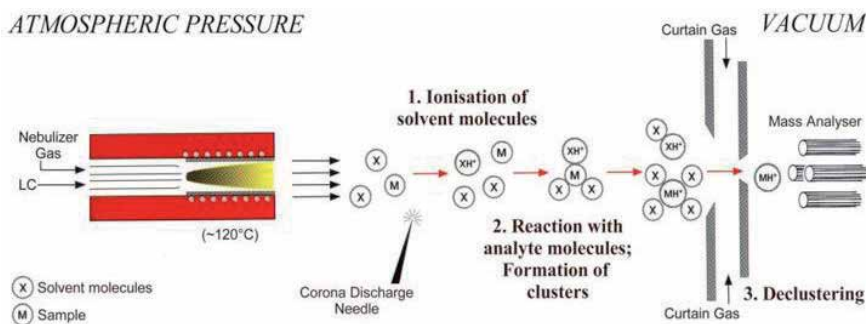 ATMOSPHERIC PRESSURE
VACUUM
Curtain Gas
1. Ionisation of
solvent molecules
Mass Analyser
Nebulizer
Gas
LC
X
M
X
X
XH⁺
M
X
X
XH⁺
M
X
X
X
XH⁺
X
X
MH⁺
X
X
MH⁺
(~120°C)
2. Reaction with
analyte molecules;
Formation of
clusters
3. Declustering
X Solvent molecules
M Sample
Corona Discharge
Needle
Curtain Gas